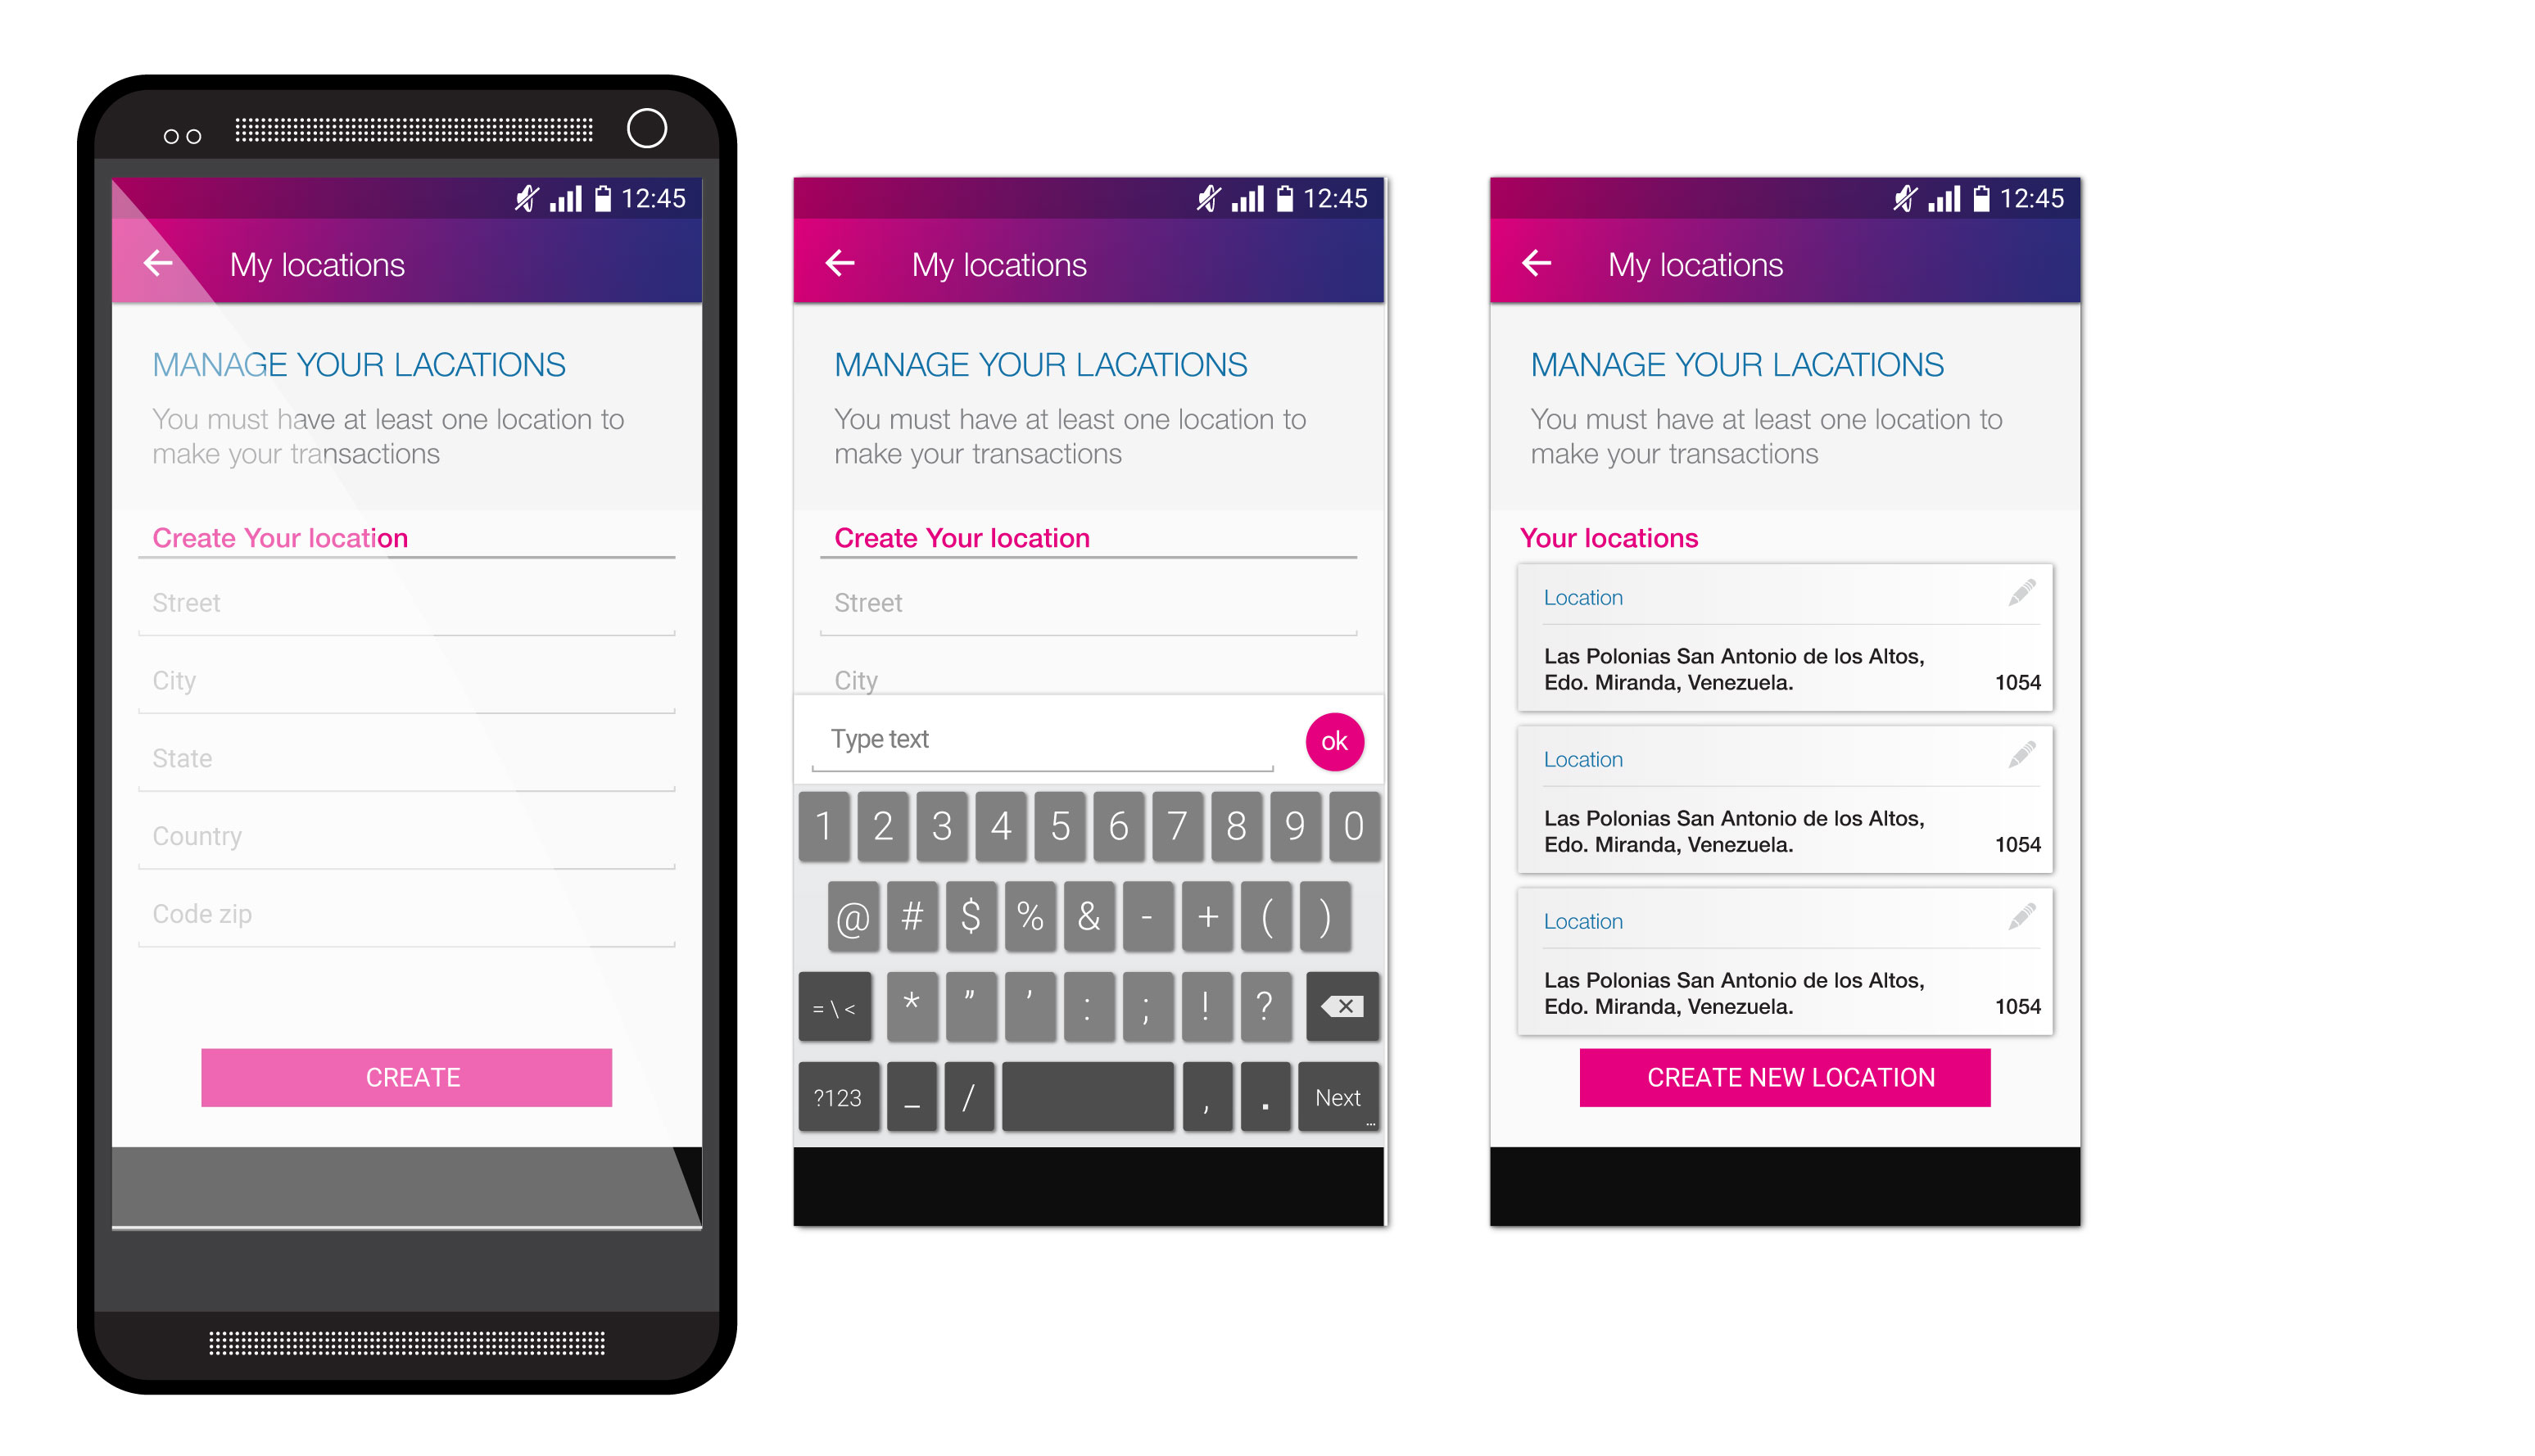 12:45
My locations
MANAGE YOUR LACATIONS
You must have at least one location to
make your transactions
Create Your location
Street
City
State
Country
Code zip
CREATE
12:45
My locations
MANAGE YOUR LACATIONS
You must have at least one location to
make your transactions
Create Your location
Street
City
Type text
ok
1 2 3 4 5 6 7 8 9 0
@ # $ % & - + ( )
= \ < * " ' : ; ! ?
?123 _ / , . Next ...
12:45
My locations
MANAGE YOUR LACATIONS
You must have at least one location to
make your transactions
Your locations
Location
Las Polonias San Antonio de los Altos,
Edo. Miranda, Venezuela. 1054
Location
Las Polonias San Antonio de los Altos,
Edo. Miranda, Venezuela. 1054
Location
Las Polonias San Antonio de los Altos,
Edo. Miranda, Venezuela. 1054
CREATE NEW LOCATION